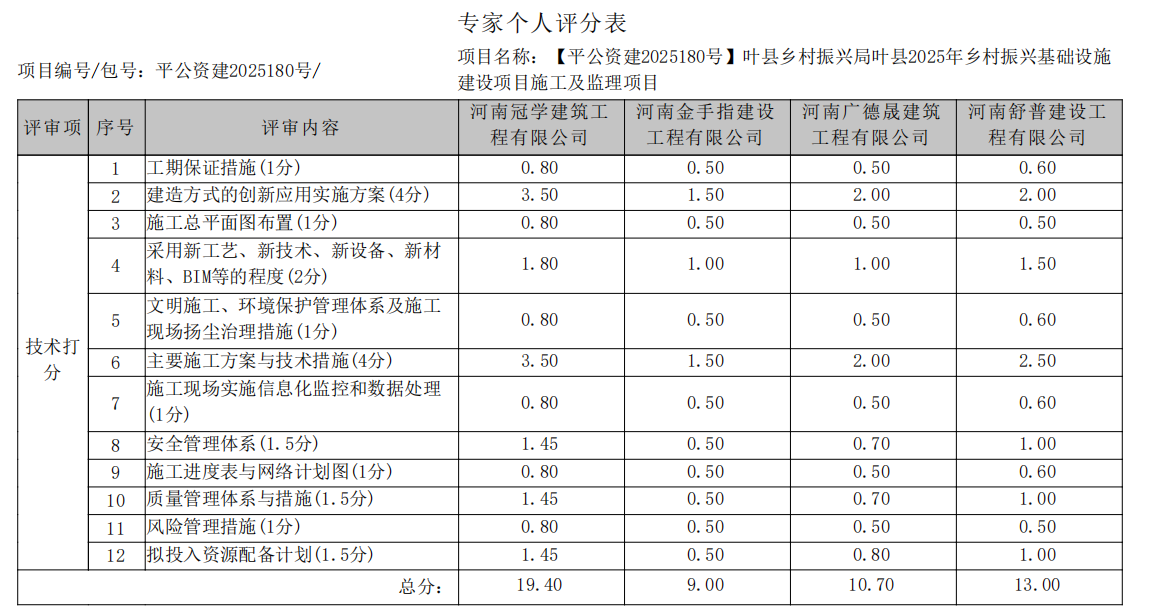 专家个人评分表
项目编号/包号：平公资建2025180号/
项目名称：【平公资建2025180号】叶县乡村振兴局叶县2025年乡村振兴基础设施
建设项目施工及监理项目
评审项 序号 评审内容 河南冠学建筑工程有限公司 河南金手指建设工程有限公司 河南广德晟建筑工程有限公司 河南舒普建设工程有限公司
技术打分
1 工期保证措施(1分) 0.80 0.50 0.50 0.60
2 建造方式的创新应用实施方案(4分) 3.50 1.50 2.00 2.00
3 施工总平面图布置(1分) 0.80 0.50 0.50 0.50
4 采用新工艺、新技术、新设备、新材料、BIM等的程度(2分) 1.80 1.00 1.00 1.50
5 文明施工、环境保护管理体系及施工现场扬尘治理措施(1分) 0.80 0.50 0.50 0.60
6 主要施工方案与技术措施(4分) 3.50 1.50 2.00 2.50
7 施工现场实施信息化监控和数据处理(1分) 0.80 0.50 0.50 0.60
8 安全管理体系(1.5分) 1.45 0.50 0.70 1.00
9 施工进度表与网络计划图(1分) 0.80 0.50 0.50 0.60
10 质量管理体系与措施(1.5分) 1.45 0.50 0.70 1.00
11 风险管理措施(1分) 0.80 0.50 0.50 0.50
12 拟投入资源配备计划(1.5分) 1.45 0.50 0.80 1.00
总分： 19.40 9.00 10.70 13.00